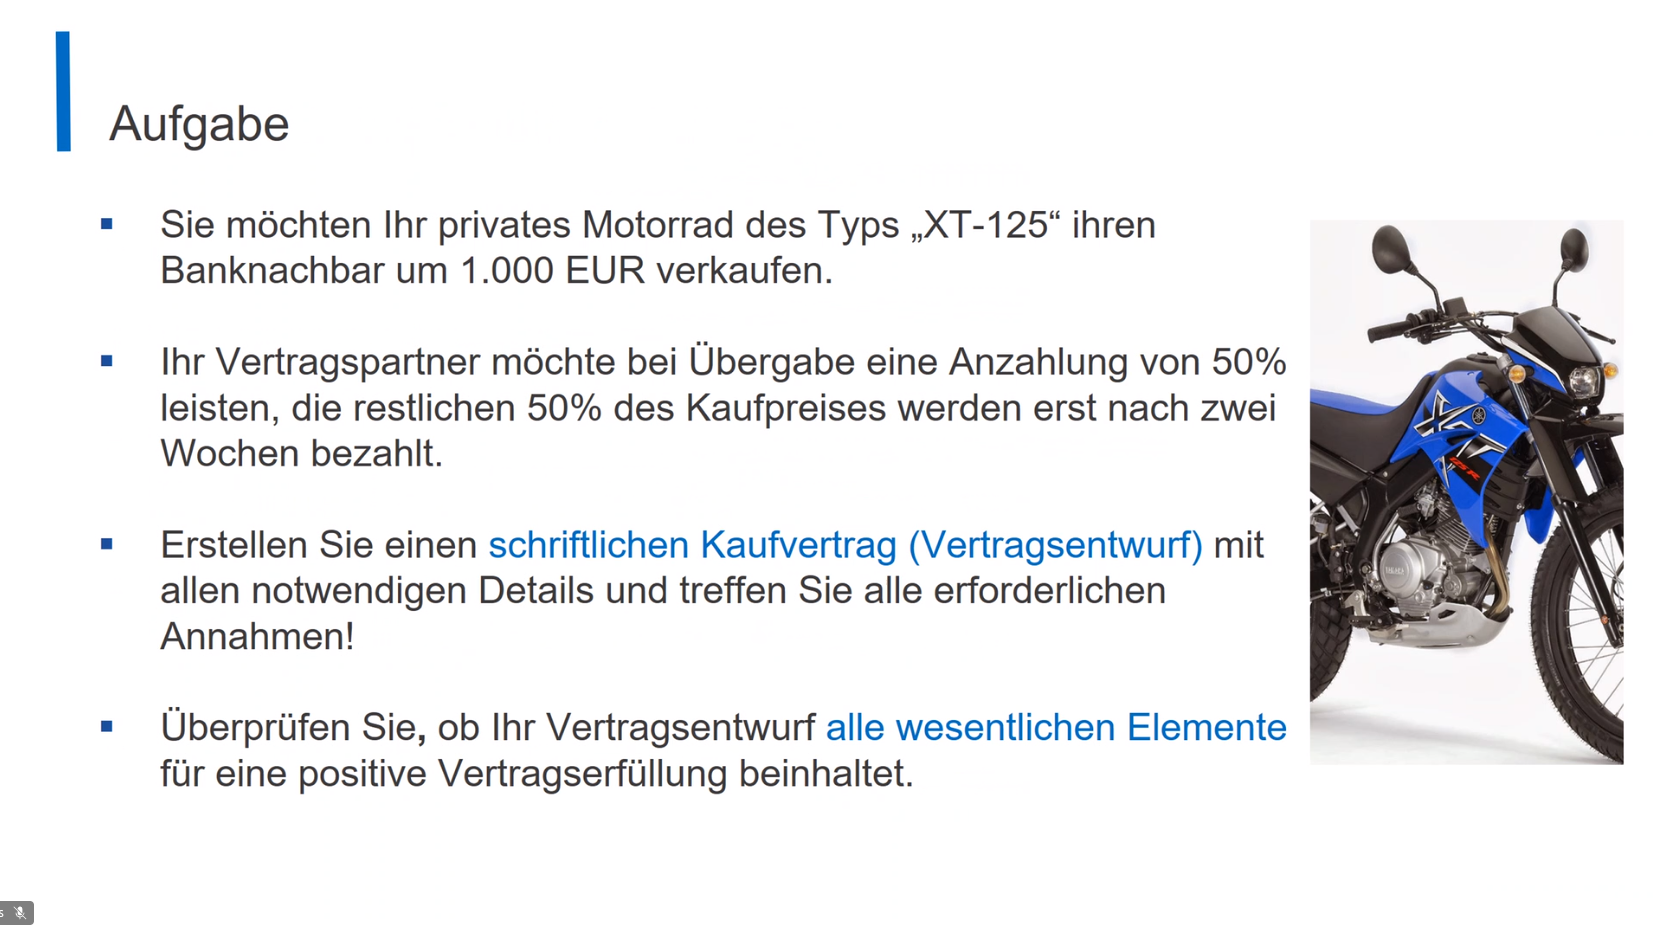 Aufgabe
▪ Sie möchten Ihr privates Motorrad des Typs „XT-125“ ihren
Banknachbar um 1.000 EUR verkaufen.
▪ Ihr Vertragspartner möchte bei Übergabe eine Anzahlung von 50%
leisten, die restlichen 50% des Kaufpreises werden erst nach zwei
Wochen bezahlt.
▪ Erstellen Sie einen schriftlichen Kaufvertrag (Vertragsentwurf) mit
allen notwendigen Details und treffen Sie alle erforderlichen
Annahmen!
▪ Überprüfen Sie, ob Ihr Vertragsentwurf alle wesentlichen Elemente
für eine positive Vertragserfüllung beinhaltet.
s